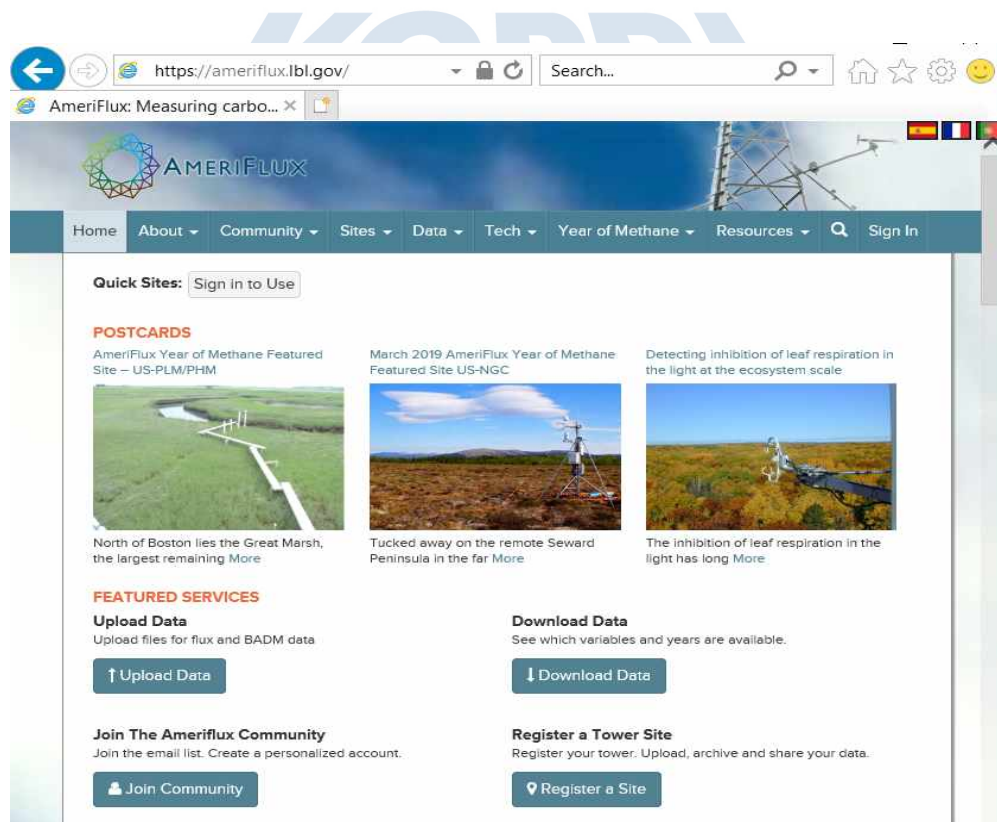 https://ameriflux.lbl.gov/
Search...
AmeriFlux: Measuring carbo...
AMERIFLUX
Home About Community Sites Data Tech Year of Methane Resources Sign In
Quick Sites: Sign in to Use
POSTCARDS
AmeriFlux Year of Methane Featured
Site – US-PLM/PHM
March 2019 AmeriFlux Year of Methane
Featured Site US-NGC
Detecting inhibition of leaf respiration in
the light at the ecosystem scale
North of Boston lies the Great Marsh,
the largest remaining More
Tucked away on the remote Seward
Peninsula in the far More
The inhibition of leaf respiration in the
light has long More
FEATURED SERVICES
Upload Data
Upload files for flux and BADM data
Upload Data
Download Data
See which variables and years are available.
Download Data
Join The Ameriflux Community
Join the email list. Create a personalized account.
Join Community
Register a Tower Site
Register your tower. Upload, archive and share your data.
Register a Site